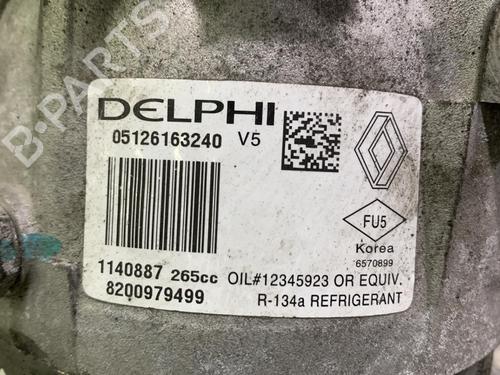 DELPHI
05126163240 V5
FU5
Korea
6570899
1140887 265cc OIL#12345923 OR EQUIV.
8200979499 R-134a REFRIGERANT
B-PARTS